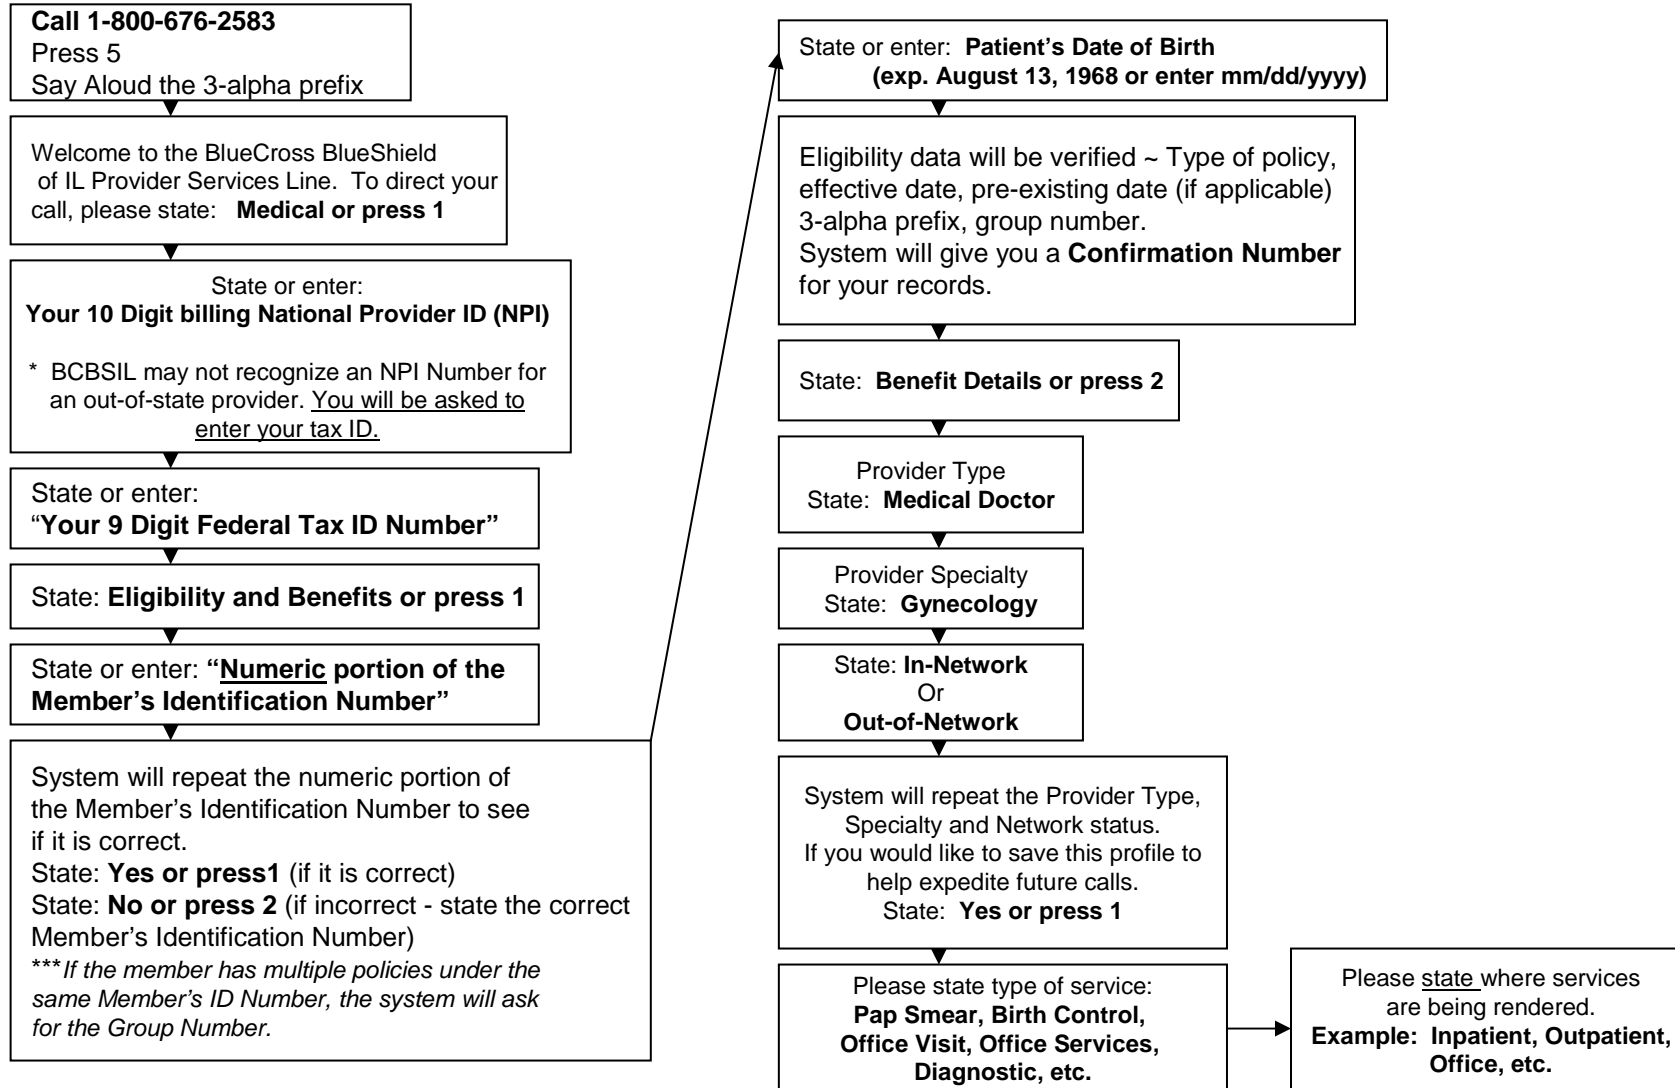 Call 1-800-676-2583
Press 5
Say Aloud the 3-alpha prefix
Welcome to the BlueCross BlueShield
of IL Provider Services Line. To direct your
call, please state: Medical or press 1
State or enter:
Your 10 Digit billing National Provider ID (NPI)
* BCBSIL may not recognize an NPI Number for
an out-of-state provider. You will be asked to
enter your tax ID.
State or enter:
“Your 9 Digit Federal Tax ID Number”
State: Eligibility and Benefits or press 1
State or enter: “Numeric portion of the
Member’s Identification Number”
System will repeat the numeric portion of
the Member’s Identification Number to see
if it is correct.
State: Yes or press1 (if it is correct)
State: No or press 2 (if incorrect - state the correct
Member’s Identification Number)
***If the member has multiple policies under the
same Member’s ID Number, the system will ask
for the Group Number.
State or enter: Patient’s Date of Birth
(exp. August 13, 1968 or enter mm/dd/yyyy)
Eligibility data will be verified ~ Type of policy,
effective date, pre-existing date (if applicable)
3-alpha prefix, group number.
System will give you a Confirmation Number
for your records.
State: Benefit Details or press 2
Provider Type
State: Medical Doctor
Provider Specialty
State: Gynecology
State: In-Network
Or
Out-of-Network
System will repeat the Provider Type,
Specialty and Network status.
If you would like to save this profile to
help expedite future calls.
State: Yes or press 1
Please state type of service:
Pap Smear, Birth Control,
Office Visit, Office Services,
Diagnostic, etc.
Please state where services
are being rendered.
Example: Inpatient, Outpatient,
Office, etc.